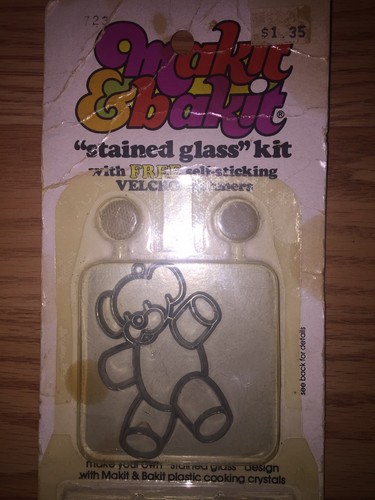 723
$1.35
Makit
& bakit®
"stained glass" kit
with FREE self-sticking
VELCRO
see back for details
make your own "stained glass" design
with Makit & Bakit plastic cooking crystals